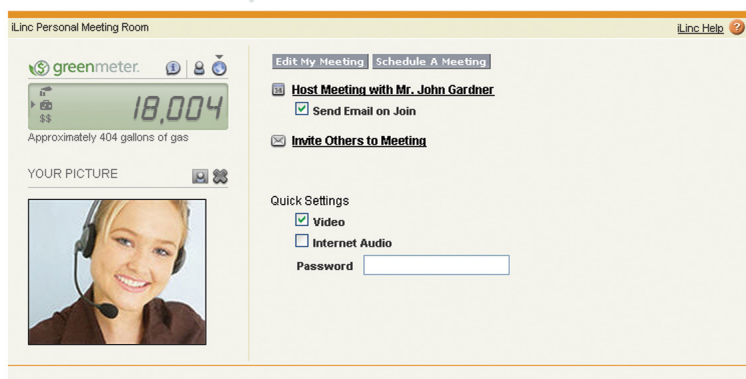 iLinc Personal Meeting Room
iLinc Help
greenmeter.
18,004
$$
Approximately 404 gallons of gas
YOUR PICTURE
Edit My Meeting
Schedule A Meeting
Host Meeting with Mr. John Gardner
Send Email on Join
Invite Others to Meeting
Quick Settings
Video
Internet Audio
Password